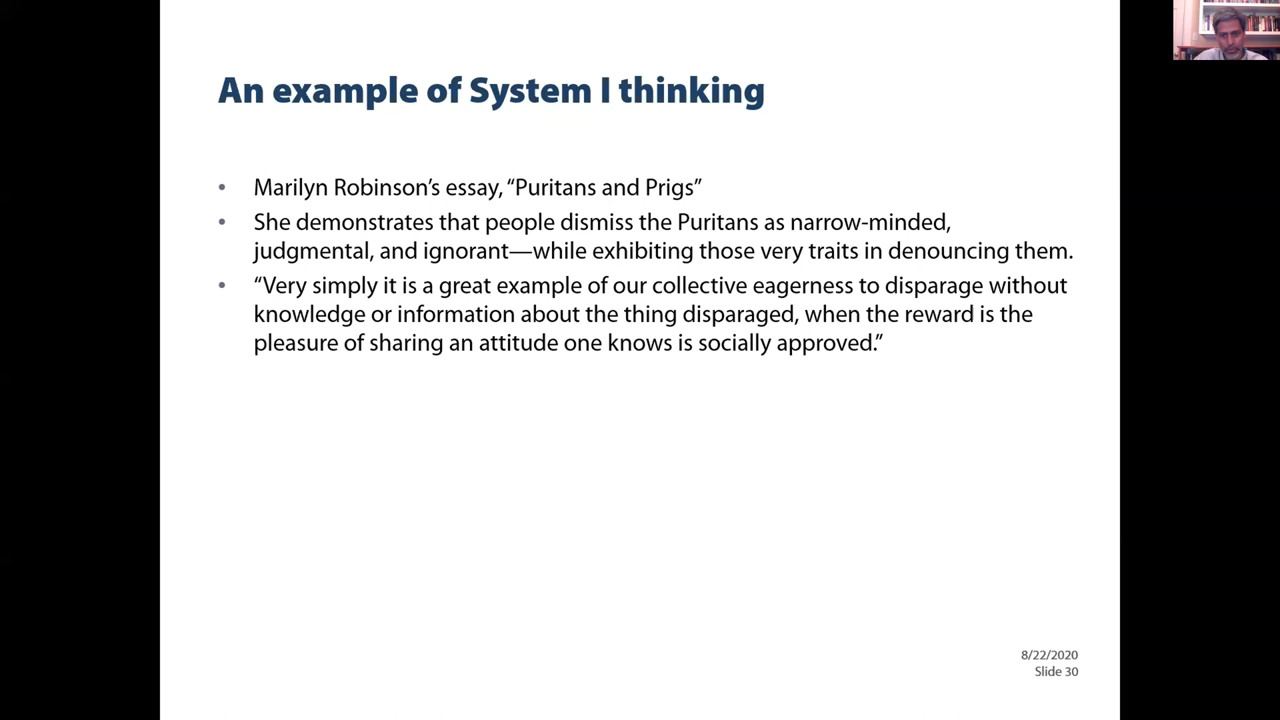 An example of System I thinking
• Marilyn Robinson’s essay, “Puritans and Prigs”
• She demonstrates that people dismiss the Puritans as narrow-minded,
judgmental, and ignorant—while exhibiting those very traits in denouncing them.
• “Very simply it is a great example of our collective eagerness to disparage without
knowledge or information about the thing disparaged, when the reward is the
pleasure of sharing an attitude one knows is socially approved.”
8/22/2020
Slide 30